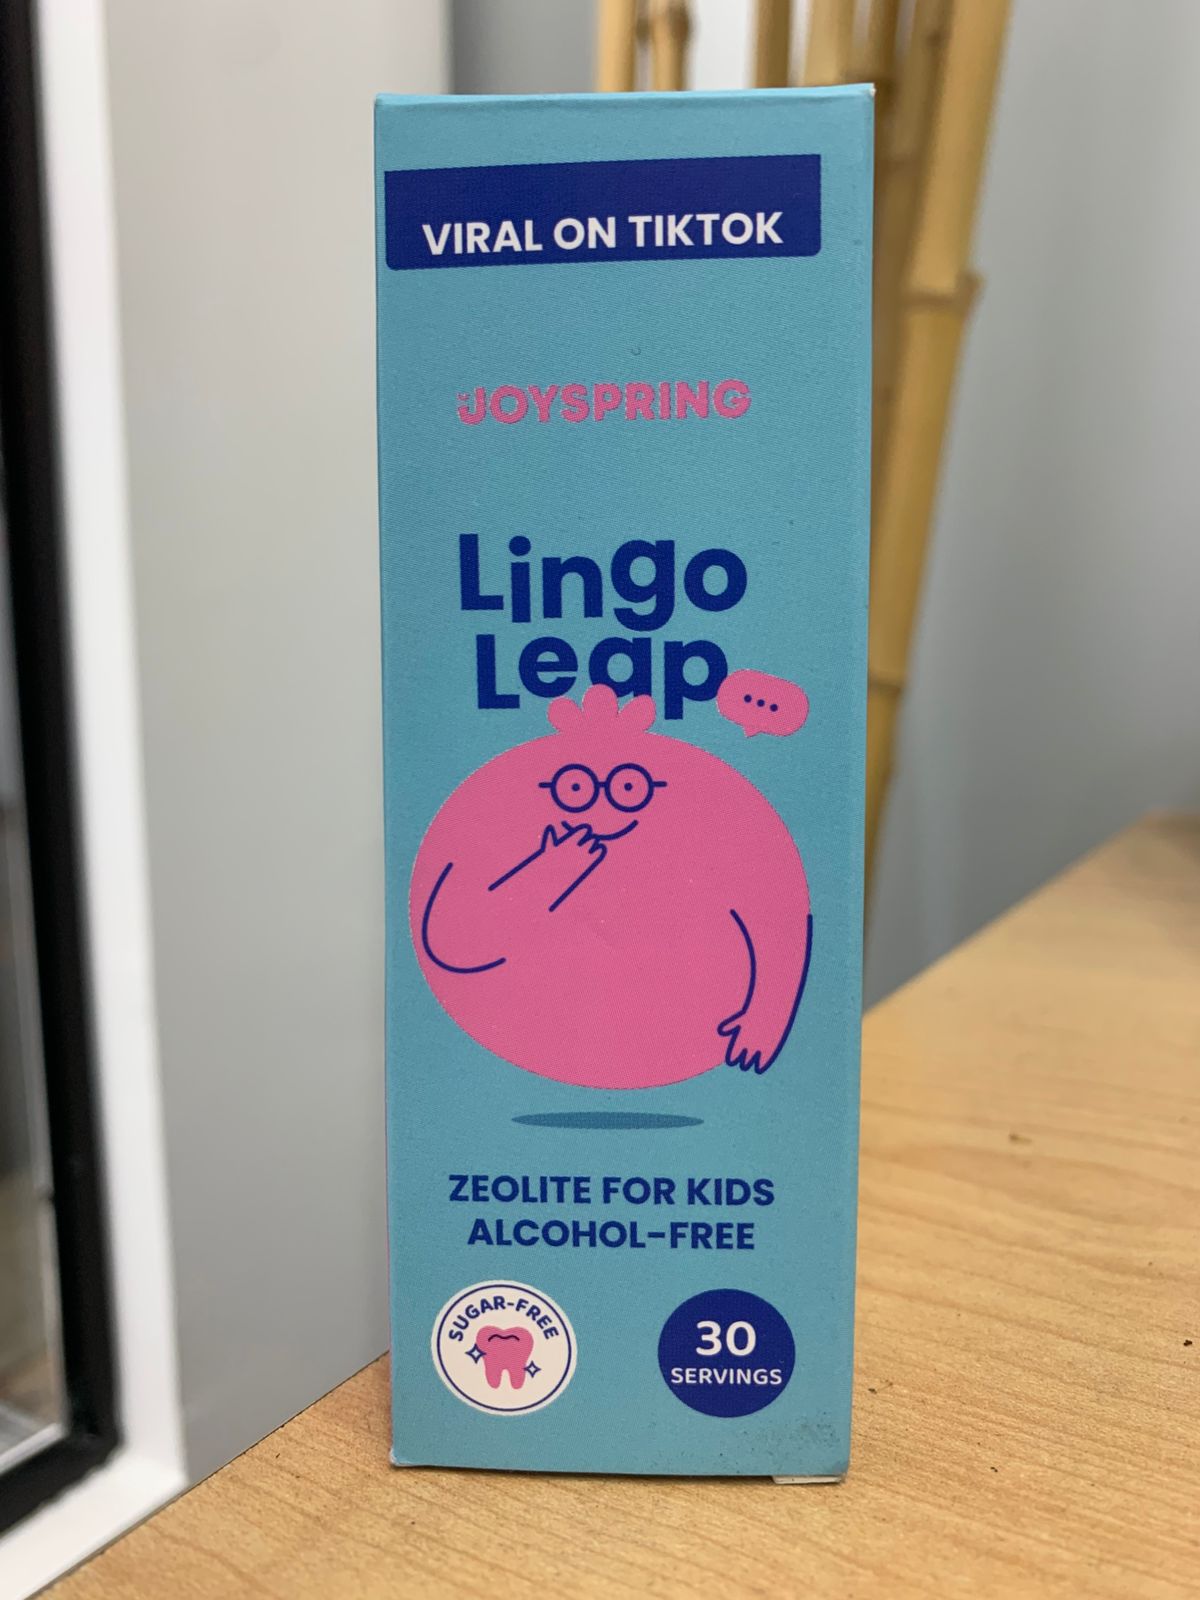 VIRAL ON TIKTOK
JOYSPRING
Lingo
Leap
ZEOLITE FOR KIDS
ALCOHOL-FREE
SUGAR-FREE
30
SERVINGS